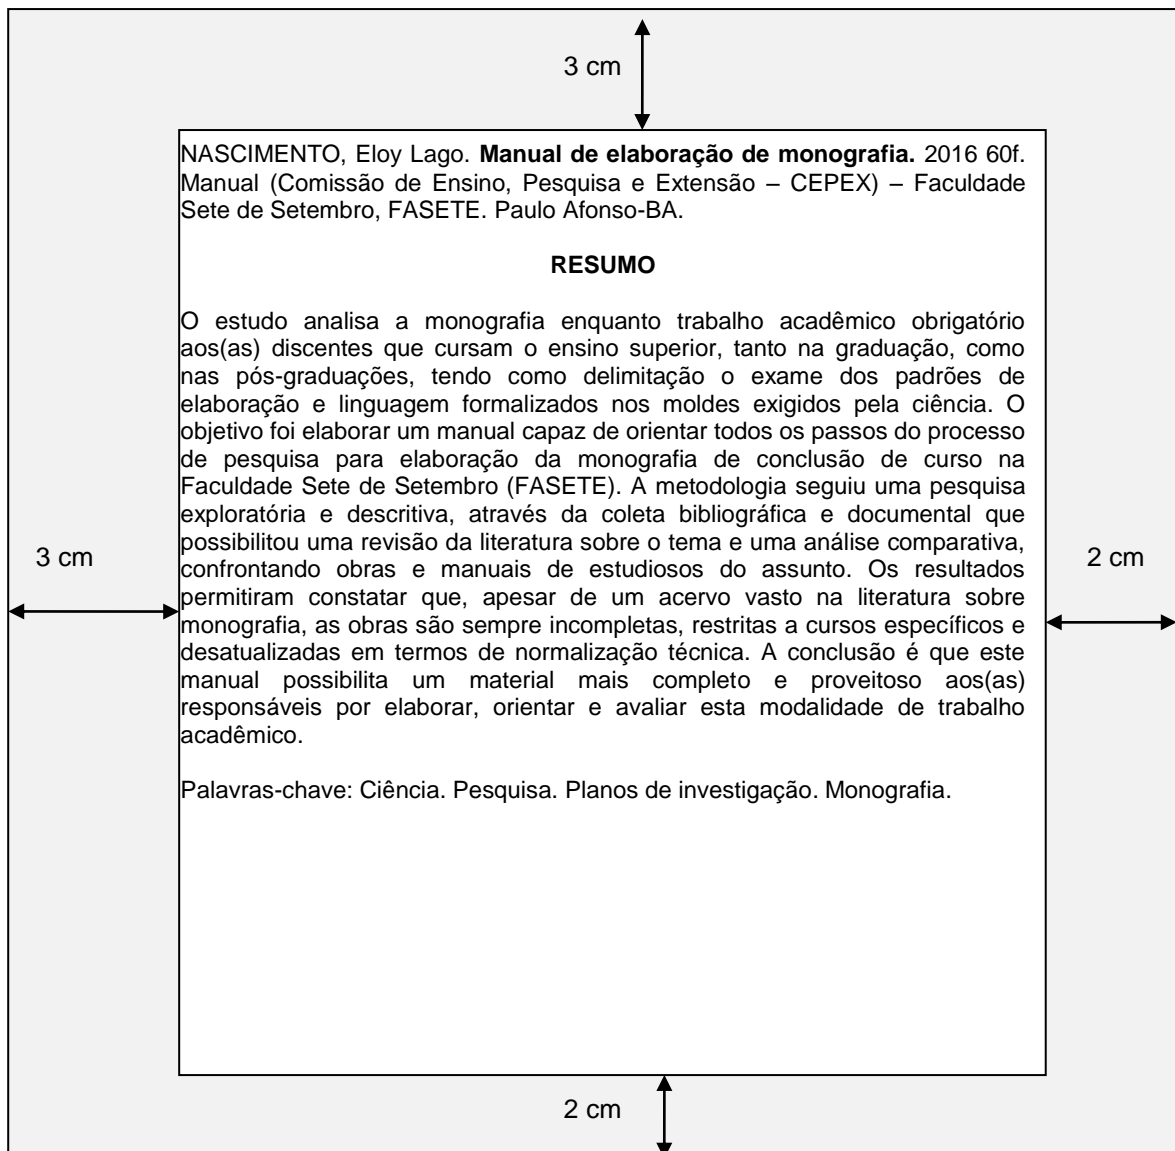 3 cm
NASCIMENTO, Eloy Lago. Manual de elaboração de monografia. 2016 60f.
Manual (Comissão de Ensino, Pesquisa e Extensão – CEPEX) – Faculdade
Sete de Setembro, FASETE. Paulo Afonso-BA.
RESUMO
O estudo analisa a monografia enquanto trabalho acadêmico obrigatório
aos(as) discentes que cursam o ensino superior, tanto na graduação, como
nas pós-graduações, tendo como delimitação o exame dos padrões de
elaboração e linguagem formalizados nos moldes exigidos pela ciência. O
objetivo foi elaborar um manual capaz de orientar todos os passos do processo
de pesquisa para elaboração da monografia de conclusão de curso na
Faculdade Sete de Setembro (FASETE). A metodologia seguiu uma pesquisa
exploratória e descritiva, através da coleta bibliográfica e documental que
possibilitou uma revisão da literatura sobre o tema e uma análise comparativa,
confrontando obras e manuais de estudiosos do assunto. Os resultados
permitiram constatar que, apesar de um acervo vasto na literatura sobre
monografia, as obras são sempre incompletas, restritas a cursos específicos e
desatualizadas em termos de normalização técnica. A conclusão é que este
manual possibilita um material mais completo e proveitoso aos(as)
responsáveis por elaborar, orientar e avaliar esta modalidade de trabalho
acadêmico.
Palavras-chave: Ciência. Pesquisa. Planos de investigação. Monografia.
3 cm
2 cm
2 cm